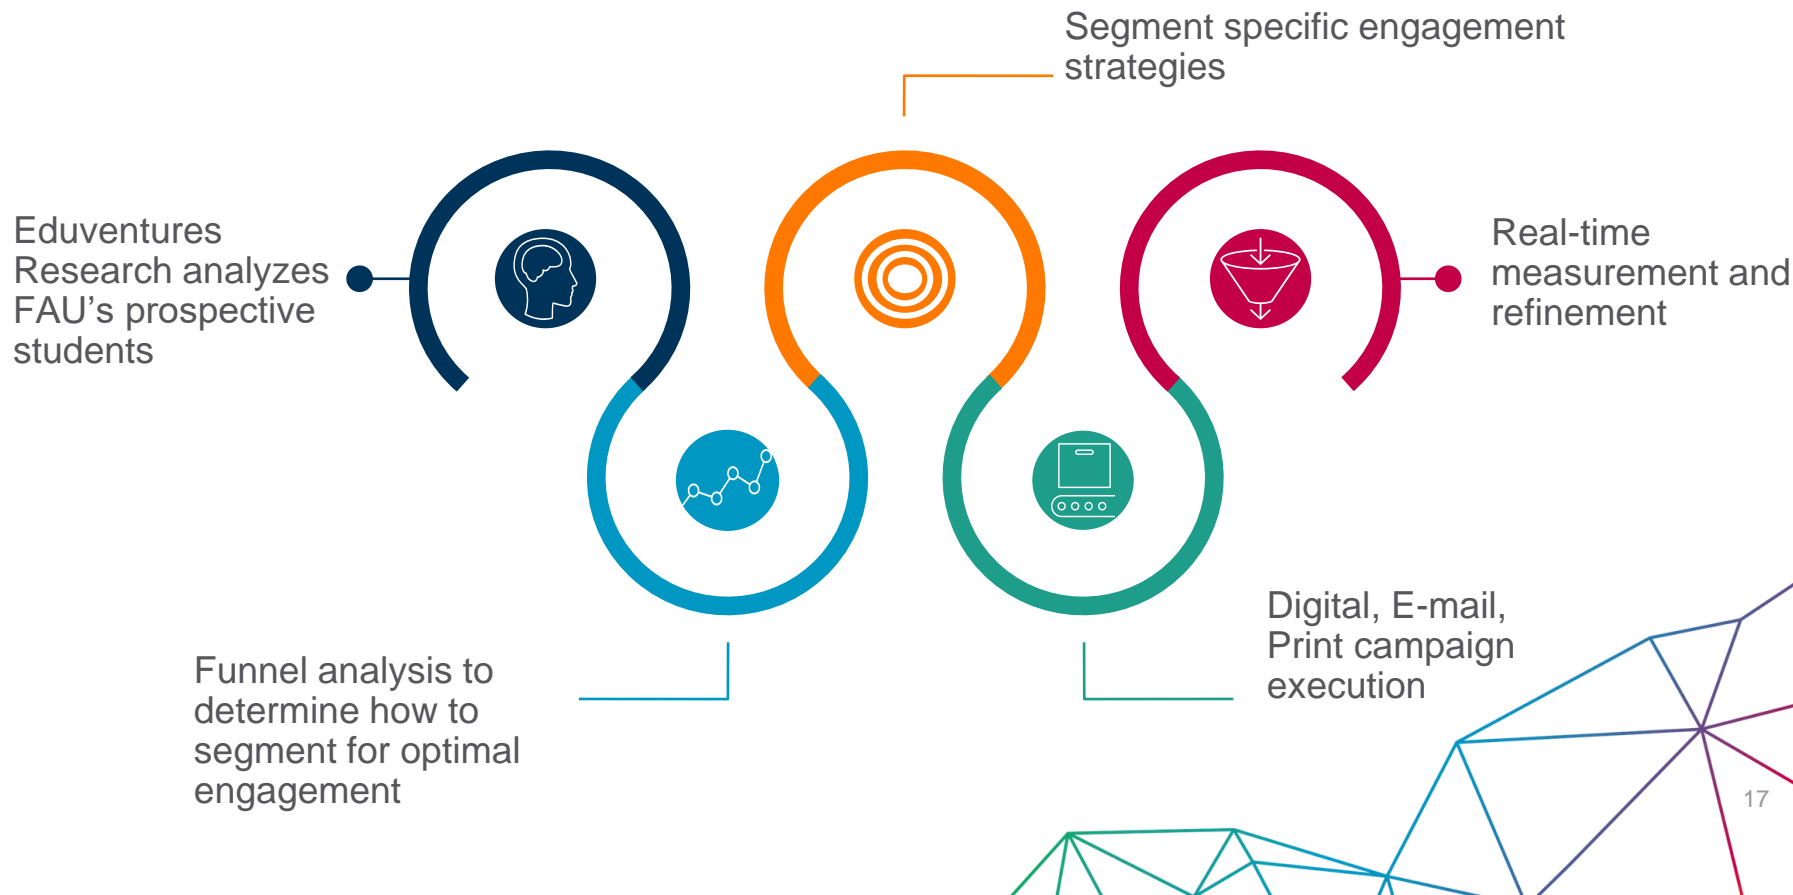 Segment specific engagement
strategies
Eduventures
Research analyzes
FAU’s prospective
students
Real-time
measurement and
refinement
Funnel analysis to
determine how to
segment for optimal
engagement
Digital, E-mail,
Print campaign
execution
17